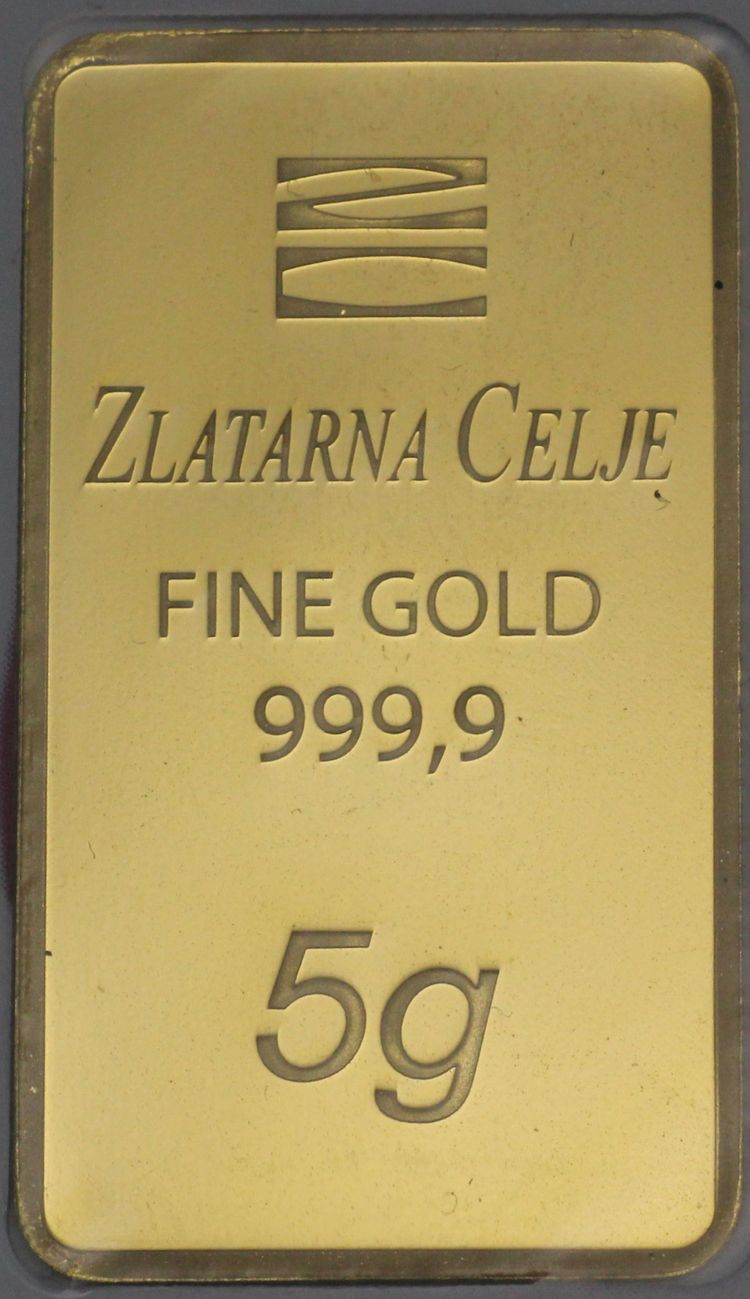 ZLATARNA CELJE
FINE GOLD
999,9
5g